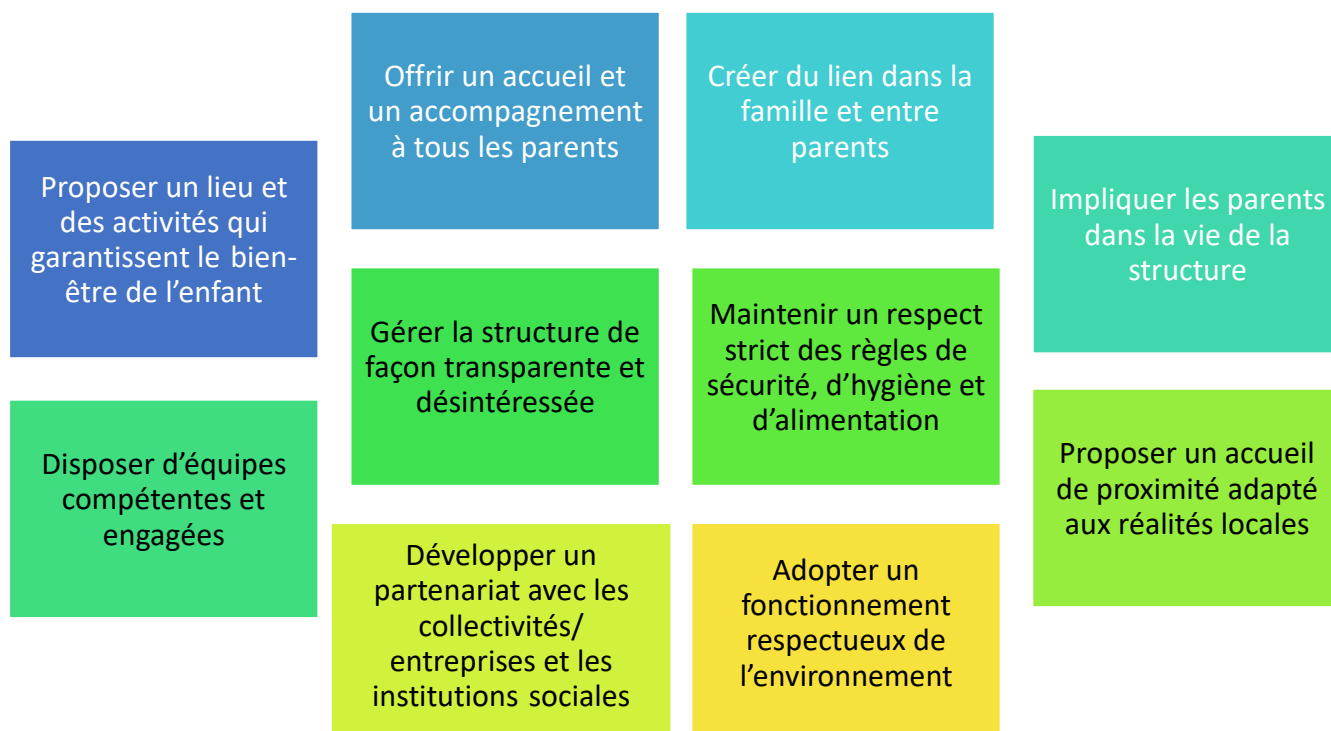 Proposer un lieu et
des activités qui
garantissent le bien-
être de l’enfant
Offrir un accueil et
un accompagnement
à tous les parents
Créer du lien dans la
famille et entre
parents
Impliquer les parents
dans la vie de la
structure
Disposer d’équipes
compétentes et
engagées
Gérer la structure de
façon transparente et
désintéressée
Maintenir un respect
strict des règles de
sécurité, d’hygiène et
d’alimentation
Proposer un accueil
de proximité adapté
aux réalités locales
Développer un
partenariat avec les
collectivités/
entreprises et les
institutions sociales
Adopter un
fonctionnement
respectueux de
l’environnement